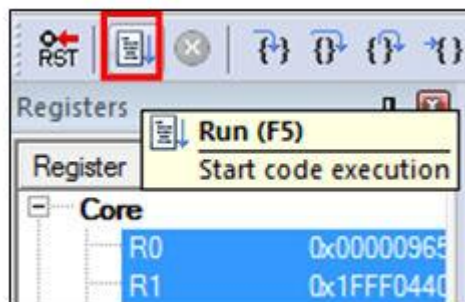 RST
{} {} {} {}
Registers
Run (F5)
Register
Start code execution
Core
R0 0x00000965
R1 0x1FFF0440